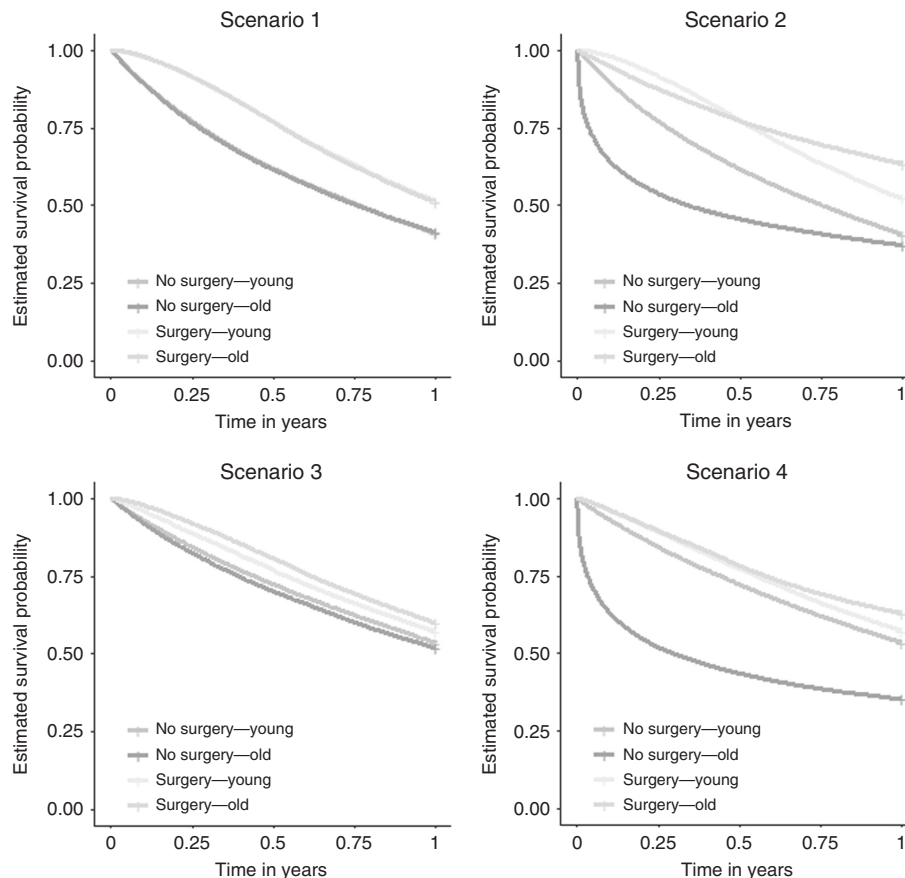 Scenario 1
Estimated survival probability
1.00
0.75
0.50
0.25
0.00
No surgery—young
No surgery—old
Surgery—young
Surgery—old
0
0.25
0.5
0.75
1
Time in years
Scenario 2
Estimated survival probability
1.00
0.75
0.50
0.25
0.00
No surgery—young
No surgery—old
Surgery—young
Surgery—old
0
0.25
0.5
0.75
1
Time in years
Scenario 3
Estimated survival probability
1.00
0.75
0.50
0.25
0.00
No surgery—young
No surgery—old
Surgery—young
Surgery—old
0
0.25
0.5
0.75
1
Time in years
Scenario 4
Estimated survival probability
1.00
0.75
0.50
0.25
0.00
No surgery—young
No surgery—old
Surgery—young
Surgery—old
0
0.25
0.5
0.75
1
Time in years